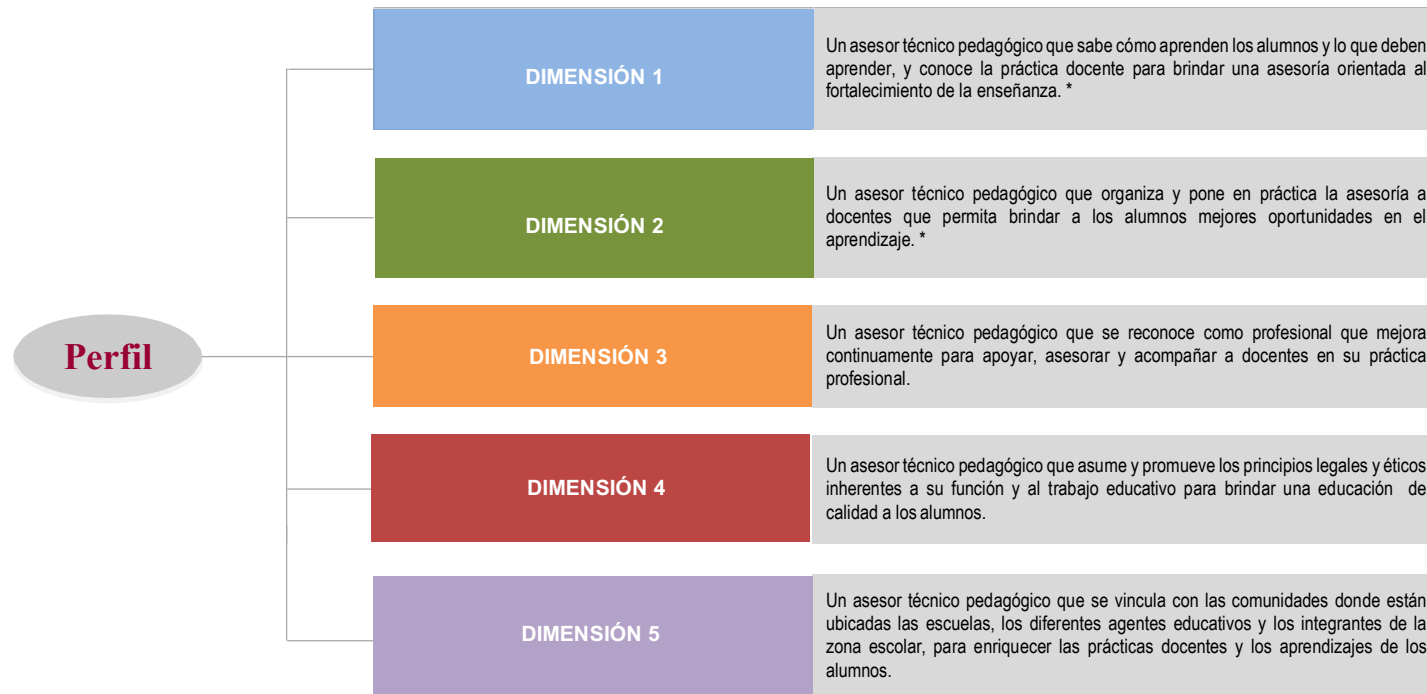 Perfil
DIMENSIÓN 1
Un asesor técnico pedagógico que sabe cómo aprenden los alumnos y lo que deben
aprender, y conoce la práctica docente para brindar una asesoría orientada al
fortalecimiento de la enseñanza. *
DIMENSIÓN 2
Un asesor técnico pedagógico que organiza y pone en práctica la asesoría a
docentes que permita brindar a los alumnos mejores oportunidades en el
aprendizaje. *
DIMENSIÓN 3
Un asesor técnico pedagógico que se reconoce como profesional que mejora
continuamente para apoyar, asesorar y acompañar a docentes en su práctica
profesional.
DIMENSIÓN 4
Un asesor técnico pedagógico que asume y promueve los principios legales y éticos
inherentes a su función y al trabajo educativo para brindar una educación de
calidad a los alumnos.
DIMENSIÓN 5
Un asesor técnico pedagógico que se vincula con las comunidades donde están
ubicadas las escuelas, los diferentes agentes educativos y los integrantes de la
zona escolar, para enriquecer las prácticas docentes y los aprendizajes de los
alumnos.